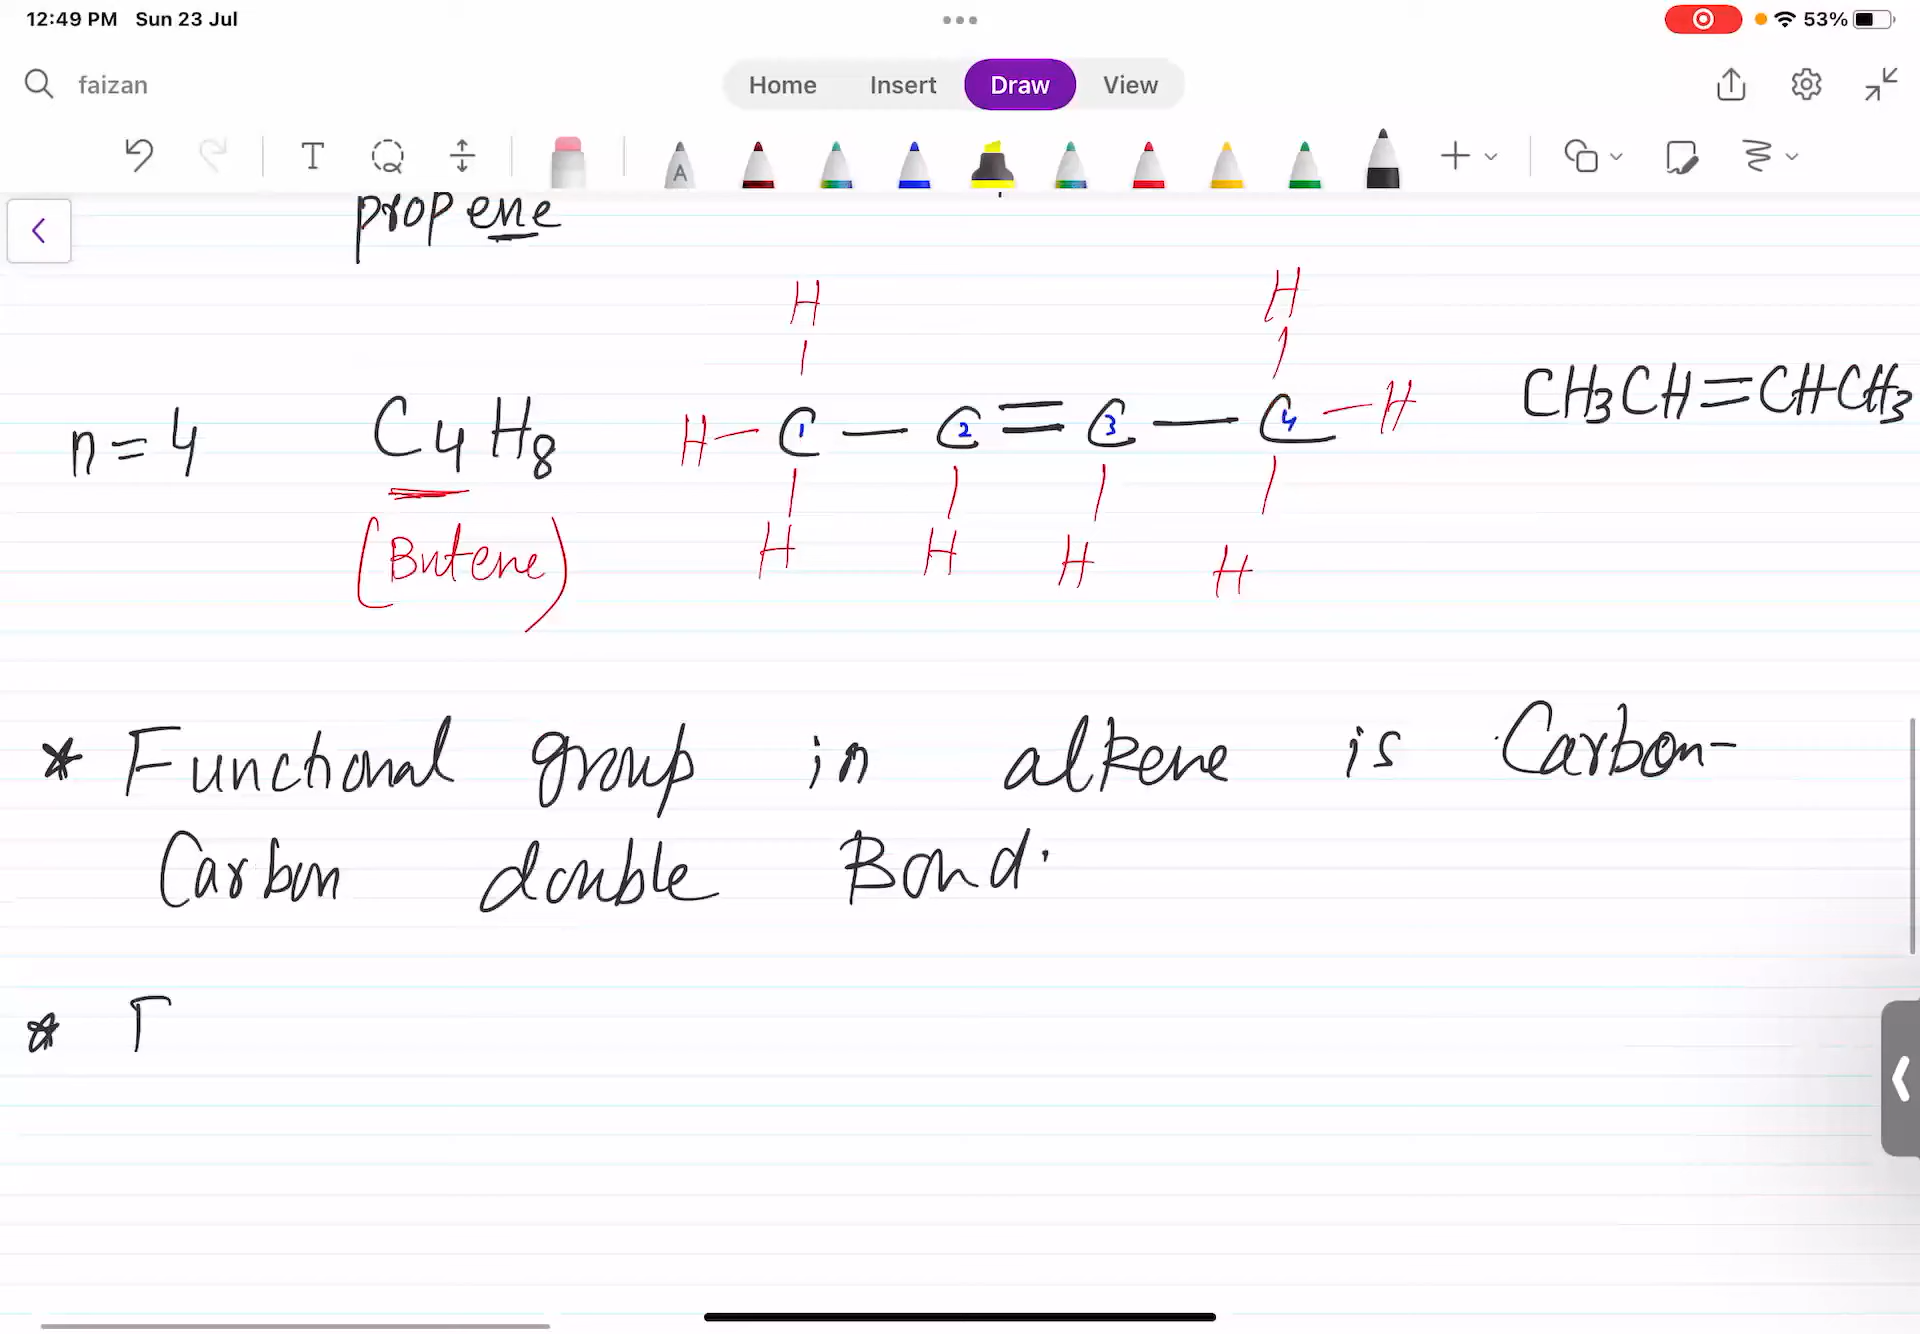 12:49 PM Sun 23 Jul
53%
faizan
Home Insert Draw View
T
A
propene
H H
n=4 C4H8 H-C-C=C-C-H CH3CH=CHCH3
1 2 3 4
(Butene) H H H H
* Functional group in alkene is Carbon-
Carbon double Bond.
*